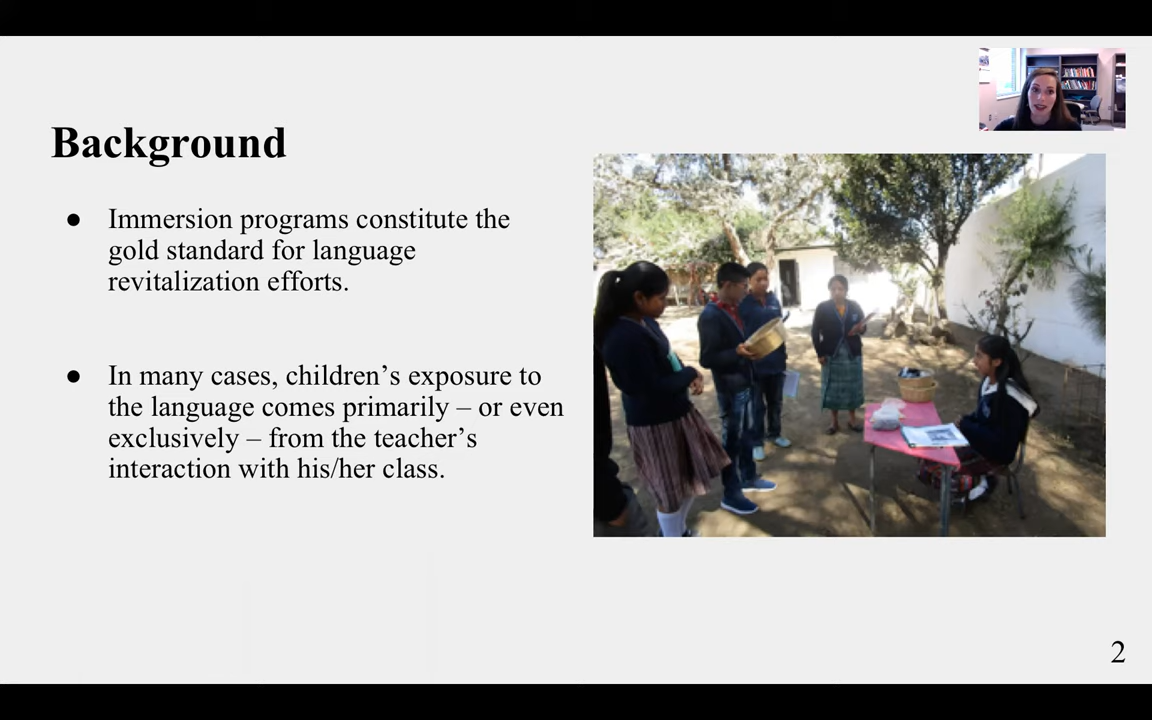 Background
● Immersion programs constitute the
gold standard for language
revitalization efforts.
● In many cases, children’s exposure to
the language comes primarily – or even
exclusively – from the teacher’s
interaction with his/her class.
2